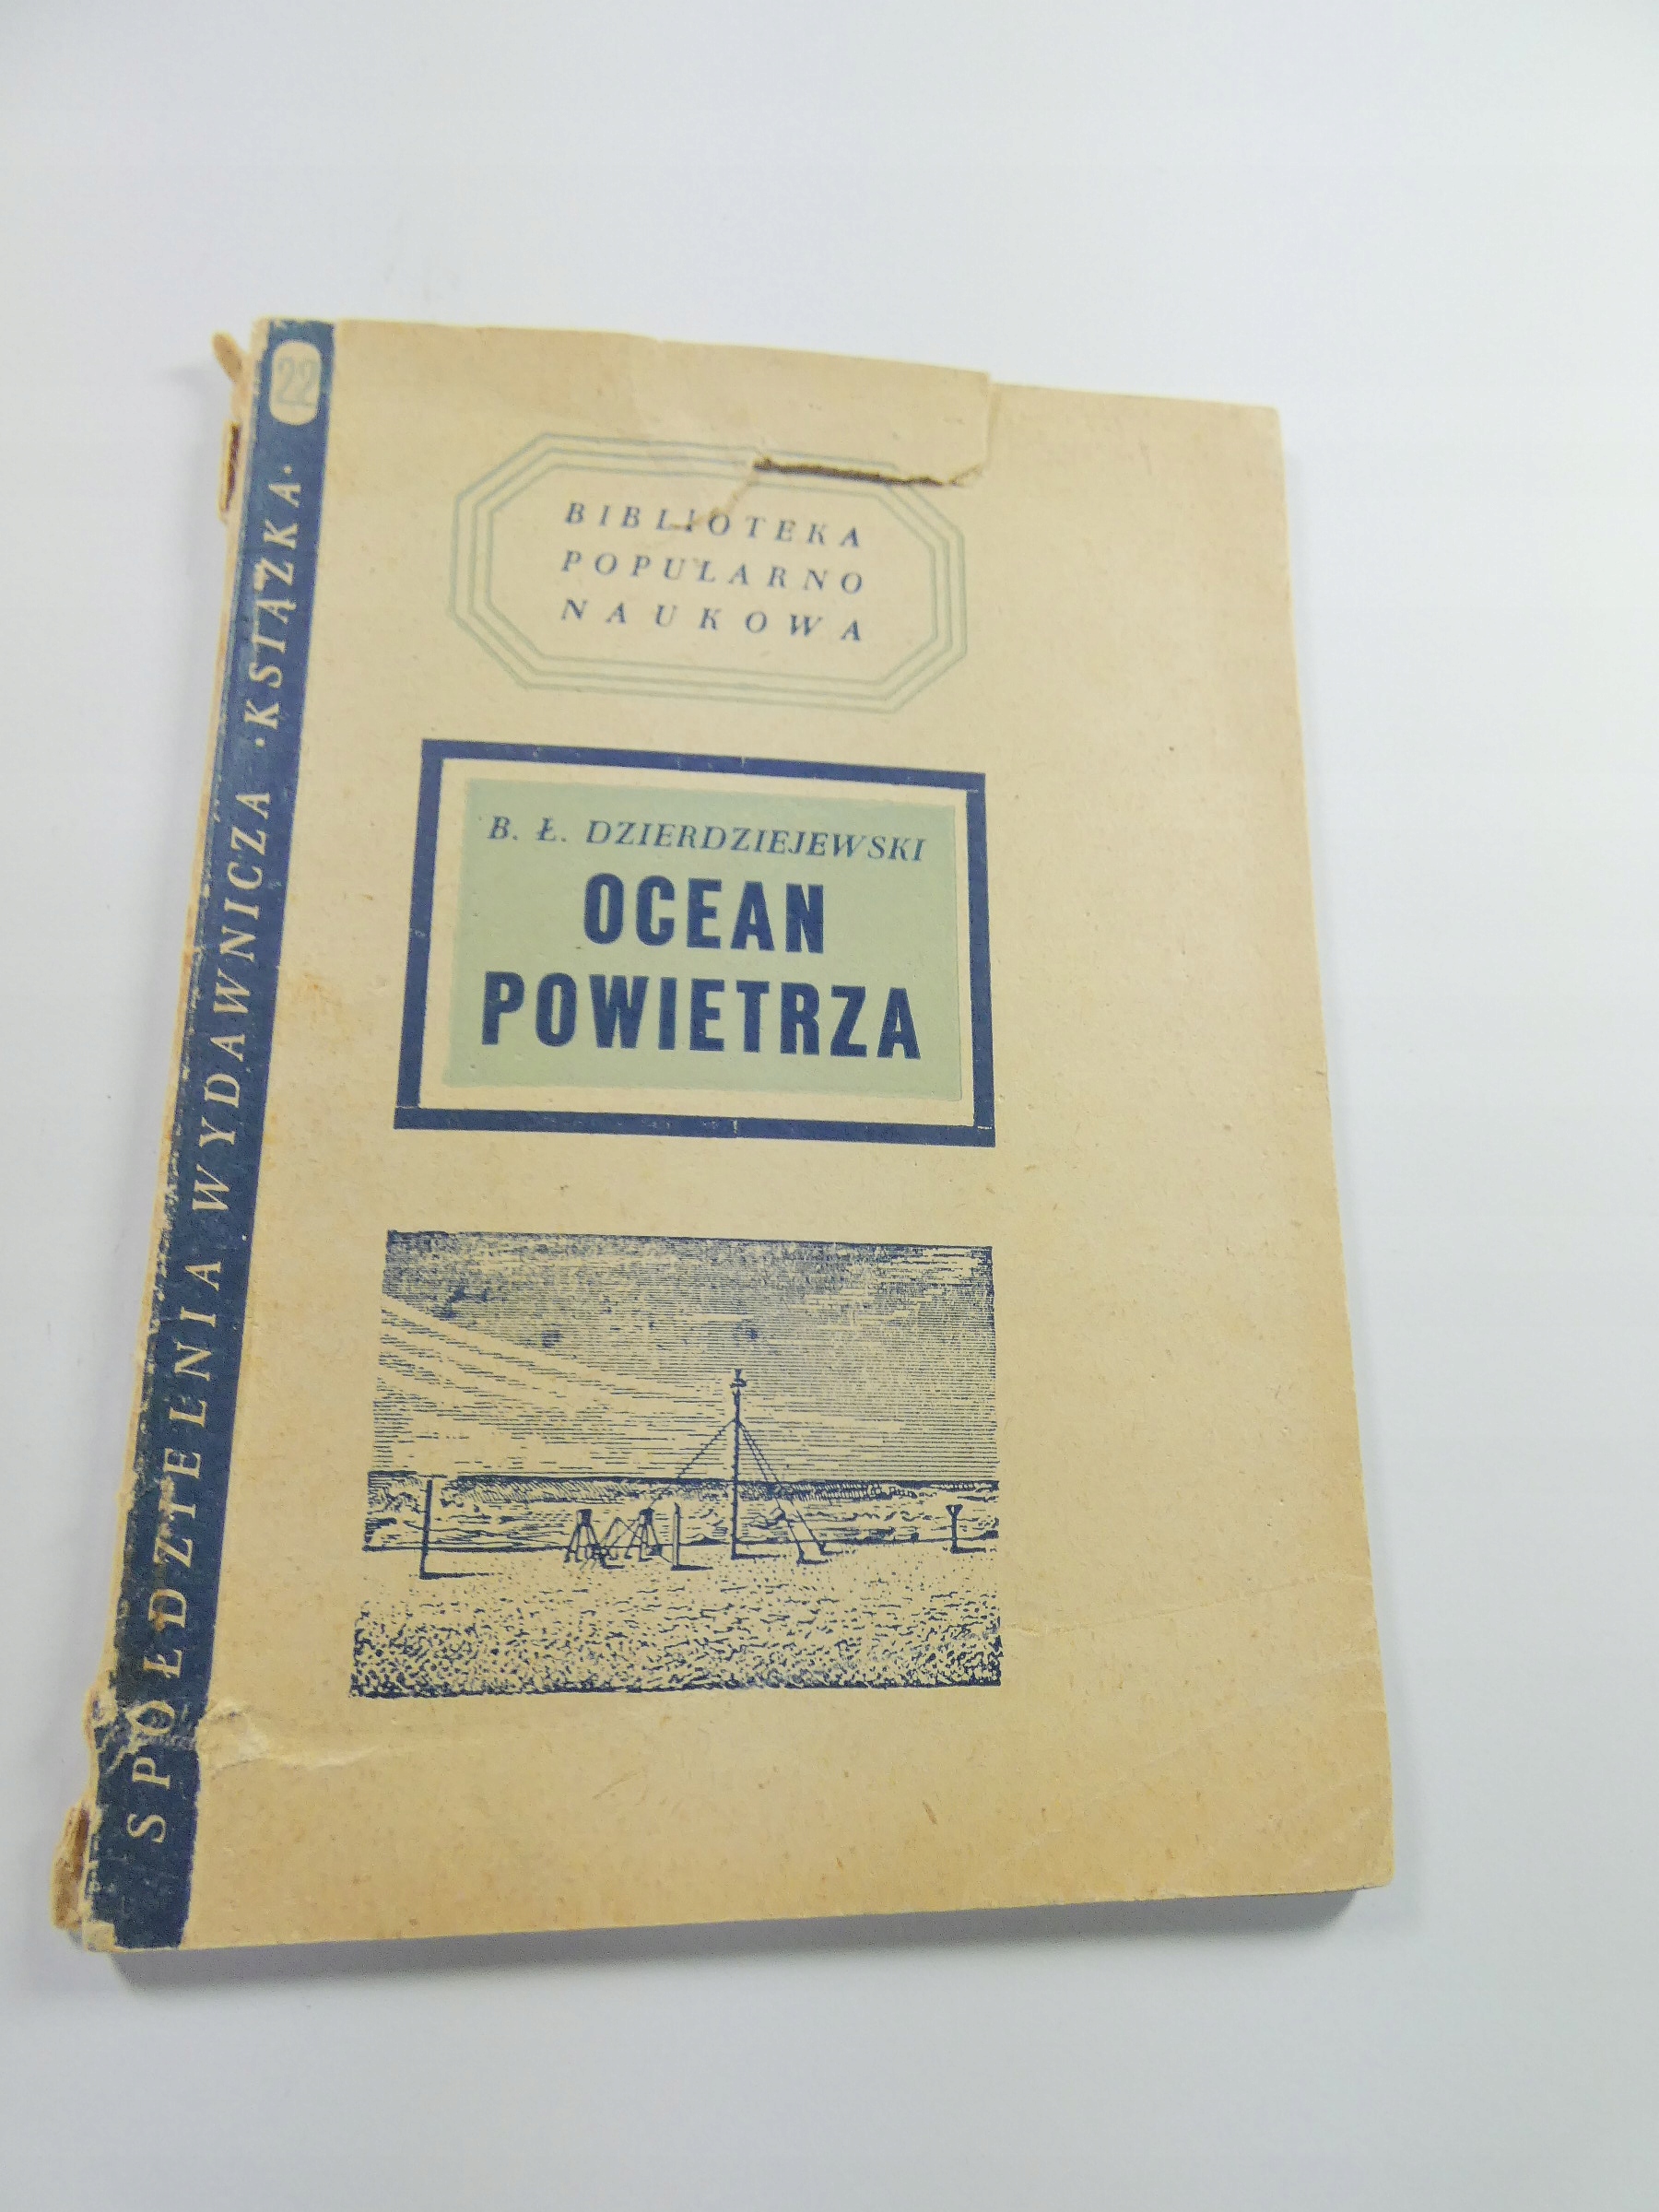 22
SPÓŁDZIELNIA WYDAWNICZA · KSIĄŻKA ·
BIBLIOTEKA
POPULARNO
NAUKOWA
B. Ł. DZIERDZIEJEWSKI
OCEAN
POWIETRZA